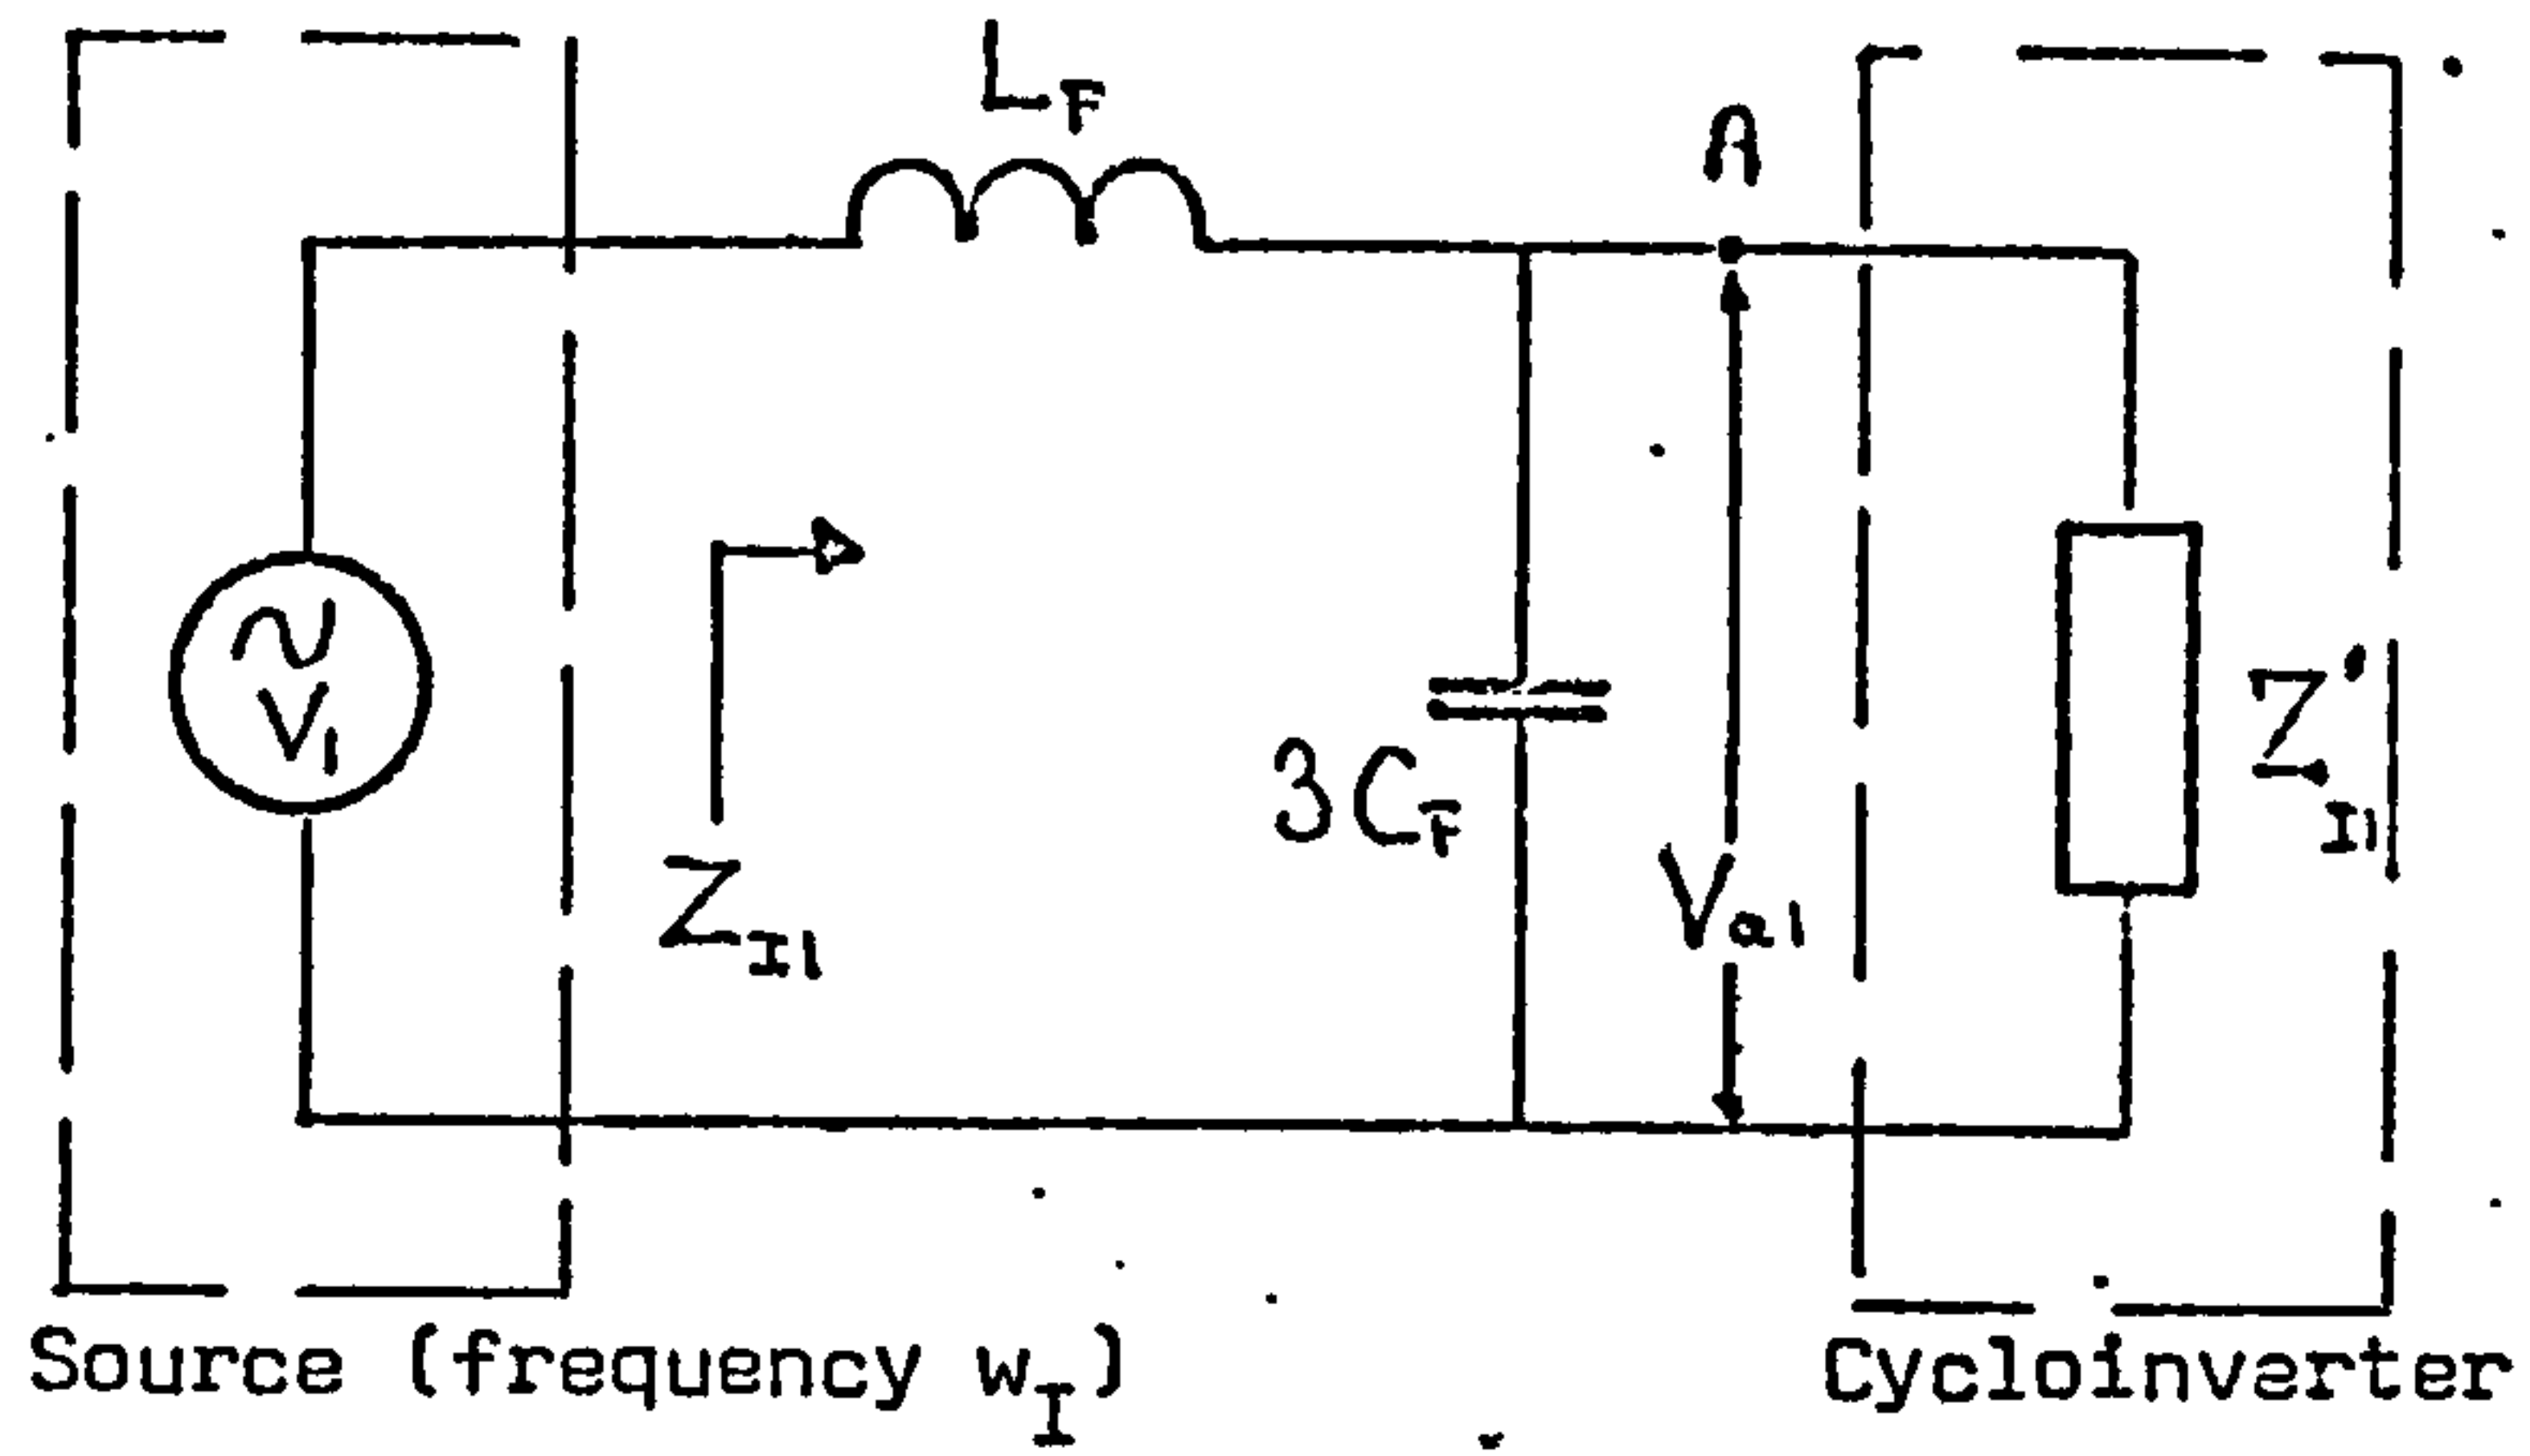 L_F
A
V_1
Z_I1
3C_F
V_a1
Z'_I1
Source (frequency w_I)
Cycloinverter